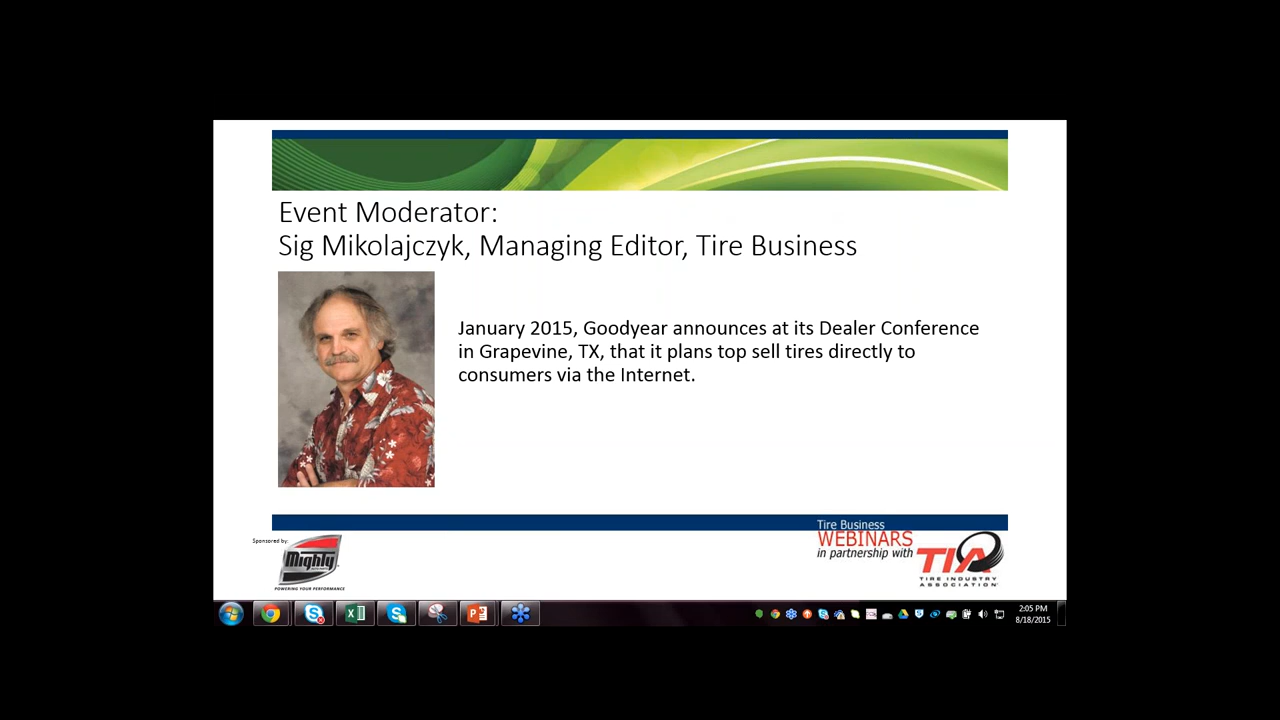 Event Moderator:
Sig Mikolajczyk, Managing Editor, Tire Business
January 2015, Goodyear announces at its Dealer Conference
in Grapevine, TX, that it plans top sell tires directly to
consumers via the Internet.
Sponsored by:
Mighty
POWERING YOUR PERFORMANCE
Tire Business
WEBINARS
in partnership with
TIA
TIRE INDUSTRY
ASSOCIATION
2:05 PM
8/18/2015